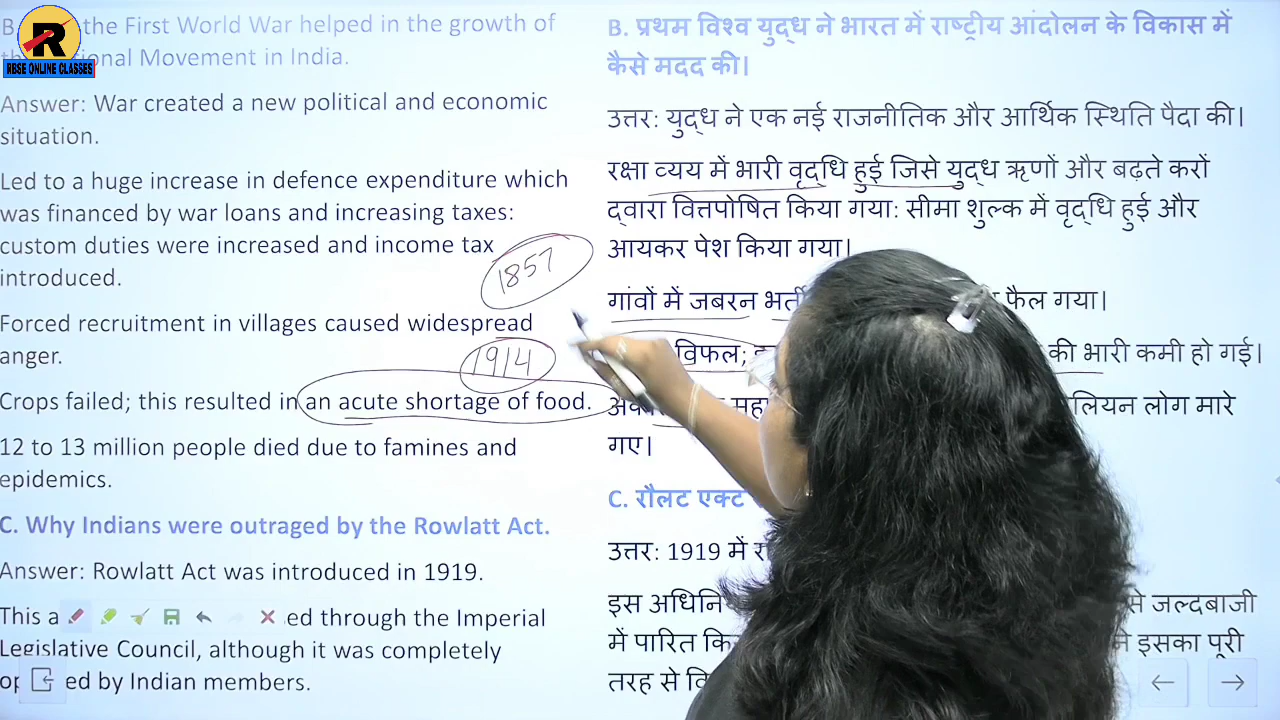 R
RBSE ONLINE CLASSES
B. the First World War helped in the growth of
the National Movement in India.
Answer: War created a new political and economic
situation.
Led to a huge increase in defence expenditure which
was financed by war loans and increasing taxes:
custom duties were increased and income tax
introduced.
1857
Forced recruitment in villages caused widespread
anger.
1914
Crops failed; this resulted in an acute shortage of food.
12 to 13 million people died due to famines and
epidemics.
C. Why Indians were outraged by the Rowlatt Act.
Answer: Rowlatt Act was introduced in 1919.
This a ed through the Imperial
Legislative Council, although it was completely
op ed by Indian members.
B. प्रथम विश्व युद्ध ने भारत में राष्ट्रीय आंदोलन के विकास में
कैसे मदद की।
उत्तर: युद्ध ने एक नई राजनीतिक और आर्थिक स्थिति पैदा की।
रक्षा व्यय में भारी वृद्धि हुई जिसे युद्ध ऋणों और बढ़ते करों
द्वारा वित्तपोषित किया गया: सीमा शुल्क में वृद्धि हुई और
आयकर पेश किया गया।
गांवों में जबरन फैल गया।
विफल; की भारी कमी हो गई।
लोग मारे
गए।
C. रौलट एक्ट
उत्तर: 1919 में
इस से जल्दबाजी
में पारित इसका पूरी
तरह से